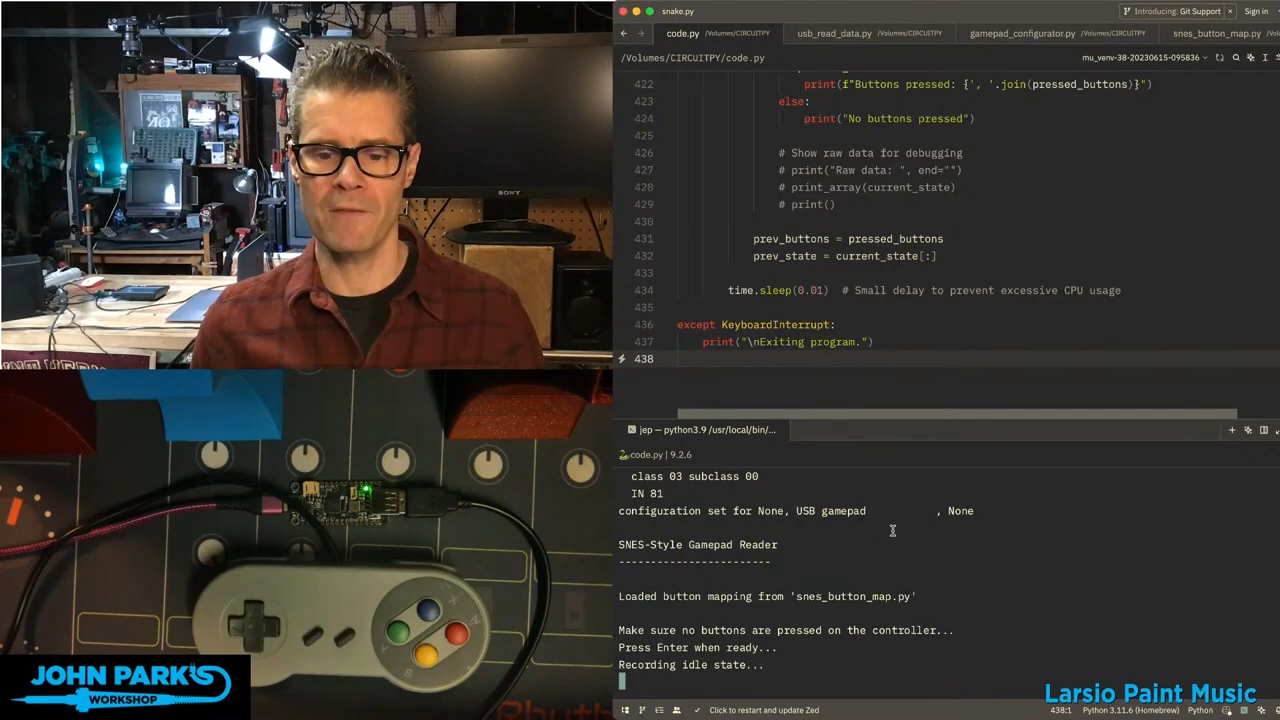 snake.py
Introducing: Git Support
Sign in
code.py /Volumes/CIRCUITPY
usb_read_data.py /Volumes/CIRCUITPY
gamepad_configurator.py /Volumes/CIRCUITPY
snes_button_map.py /Volumes
/Volumes/CIRCUITPY/code.py
mu_venv-38-20230615-095836
422 print(f"Buttons pressed: {', '.join(pressed_buttons)}")
423 else:
424 print("No buttons pressed")
425
426 # Show raw data for debugging
427 # print("Raw data: ", end="")
428 # print_array(current_state)
429 # print()
430
431 prev_buttons = pressed_buttons
432 prev_state = current_state[:]
433
434 time.sleep(0.01) # Small delay to prevent excessive CPU usage
435
436 except KeyboardInterrupt:
437 print("\nExiting program.")
438
jep — python3.9 /usr/local/bin/...
code.py | 9.2.6
class 03 subclass 00
IN 81
configuration set for None, USB gamepad , None
SNES-Style Gamepad Reader
------------------------
Loaded button mapping from 'snes_button_map.py'
Make sure no buttons are pressed on the controller...
Press Enter when ready...
Recording idle state...
Click to restart and update Zed
438:1
Python 3.11.6 (Homebrew)
Python
SONY
X
A
Y
B
JOHN PARK'S
WORKSHOP
Larsio Paint Music